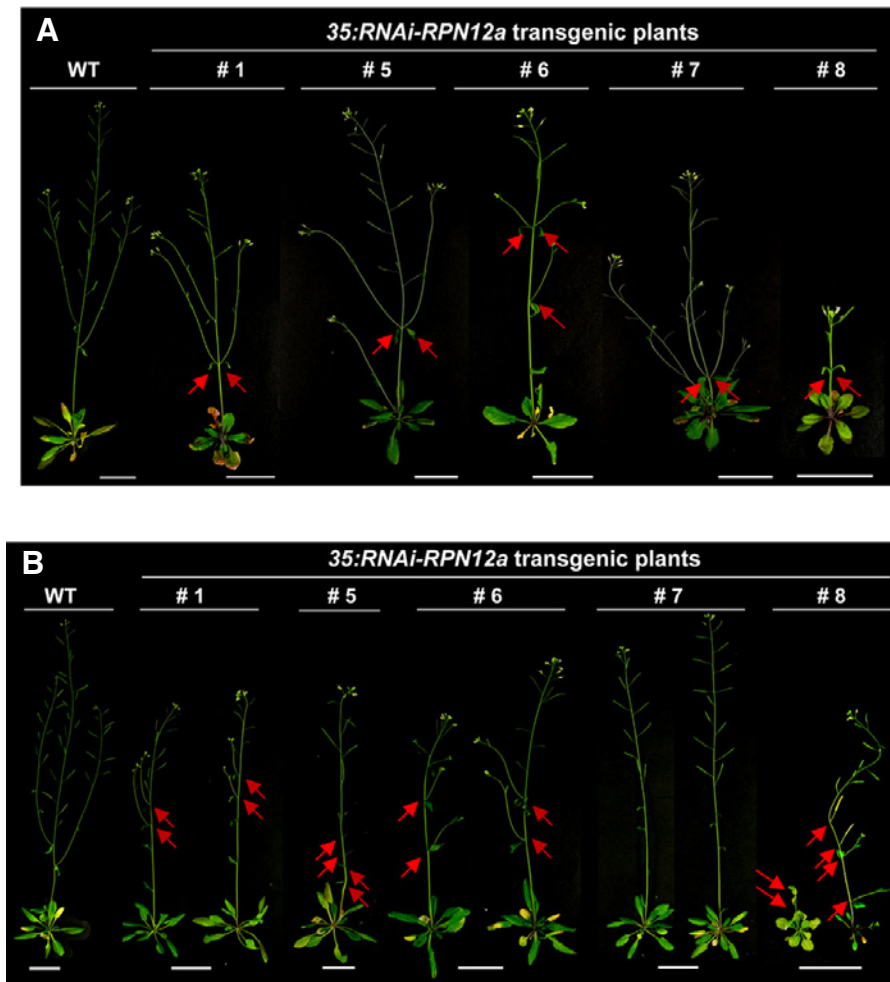 A
35:RNAi-RPN12a transgenic plants
WT # 1 # 5 # 6 # 7 # 8
B
35:RNAi-RPN12a transgenic plants
WT # 1 # 5 # 6 # 7 # 8